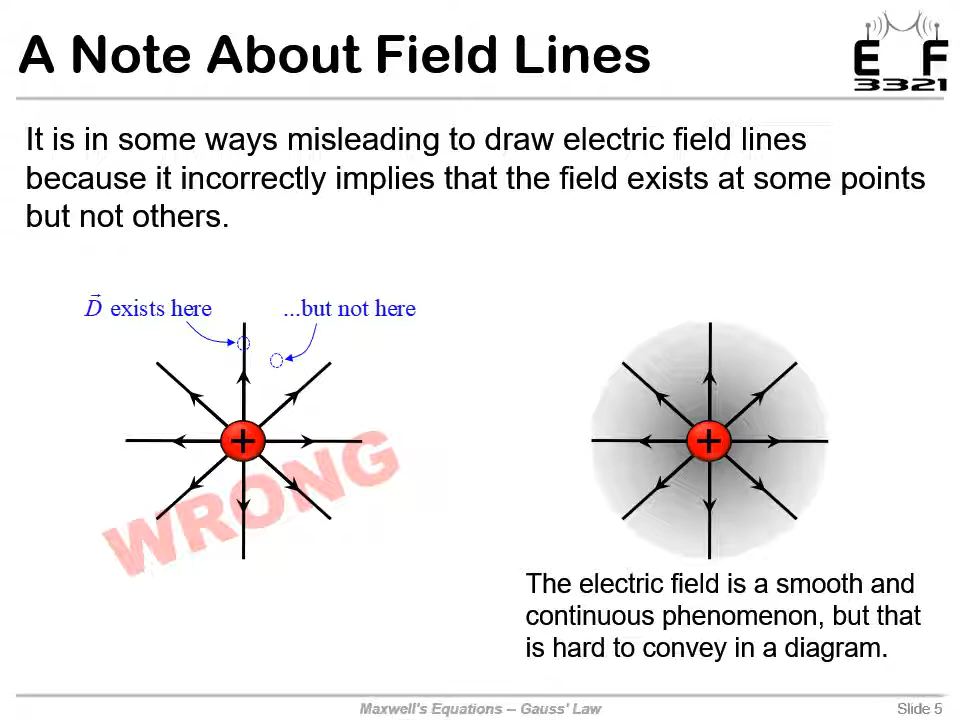 A Note About Field Lines
E F
3321
It is in some ways misleading to draw electric field lines
because it incorrectly implies that the field exists at some points
but not others.
D⃗ exists here
...but not here
+
WRONG
+
The electric field is a smooth and
continuous phenomenon, but that
is hard to convey in a diagram.
Maxwell's Equations -- Gauss' Law
Slide 5